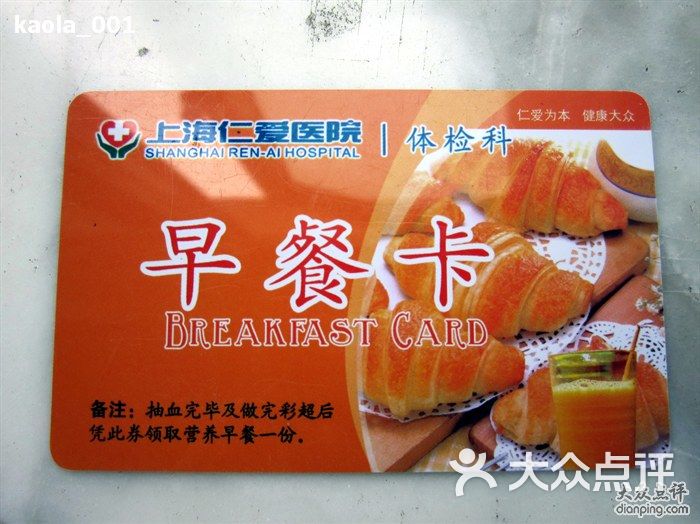 kaola_001
仁爱为本 健康大众
上海仁爱医院 | 体检科
SHANGHAI REN-AI HOSPITAL
早餐卡
BREAKFAST CARD
备注：抽血完毕及做完彩超后
凭此券领取营养早餐一份。
大众点评
大众点评
dianping.com